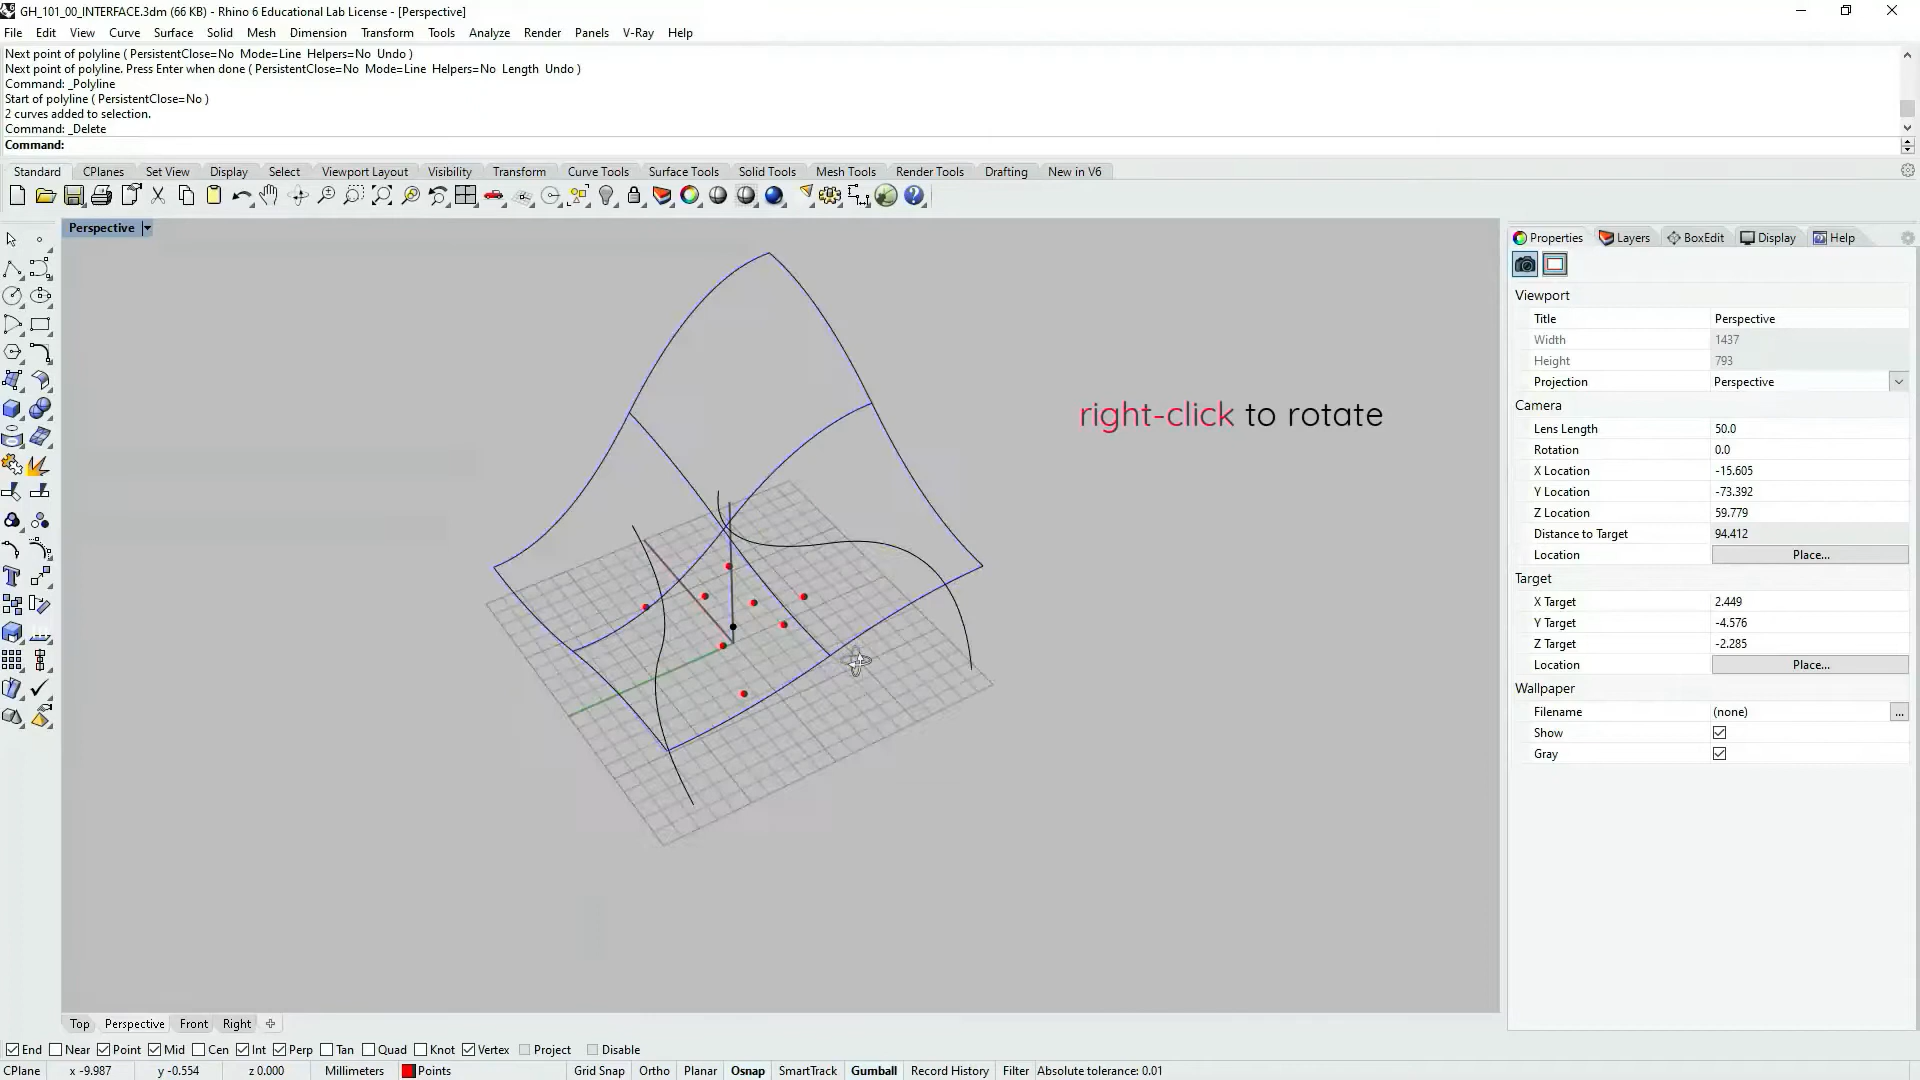 GH_101_00_INTERFACE.3dm (66 KB) - Rhino 6 Educational Lab License - [Perspective]
File Edit View Curve Surface Solid Mesh Dimension Transform Tools Analyze Render Panels V-Ray Help
Next point of polyline ( PersistentClose=No Mode=Line Helpers=No Undo )
Next point of polyline. Press Enter when done ( PersistentClose=No Mode=Line Helpers=No Length Undo )
Command: _Polyline
Start of polyline ( PersistentClose=No )
2 curves added to selection.
Command: _Delete
Command:
Standard CPlanes Set View Display Select Viewport Layout Visibility Transform Curve Tools Surface Tools Solid Tools Mesh Tools Render Tools Drafting New in V6
Perspective
Properties Layers BoxEdit Display Help
Viewport
Title Perspective
Width 1437
Height 793
Projection Perspective
Camera
Lens Length 50.0
Rotation 0.0
X Location -15.605
Y Location -73.392
Z Location 59.779
Distance to Target 94.412
Location Place...
Target
X Target 2.449
Y Target -4.576
Z Target -2.285
Location Place...
Wallpaper
Filename (none) ...
Show
Gray
right-click to rotate
Top Perspective Front Right
End Near Point Mid Cen Int Perp Tan Quad Knot Vertex Project Disable
CPlane x -9.987 y -0.554 z 0.000 Millimeters Points Grid Snap Ortho Planar Osnap SmartTrack Gumball Record History Filter Absolute tolerance: 0.01